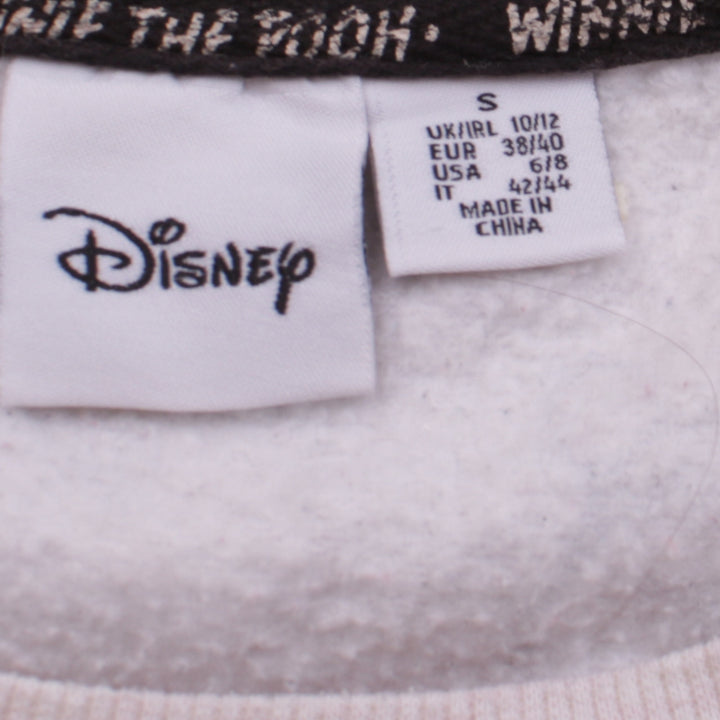 THE POOH•
Disney
S
UK/IRL 10/12
EUR 38/40
USA 6/8
IT 42/44
MADE IN
CHINA